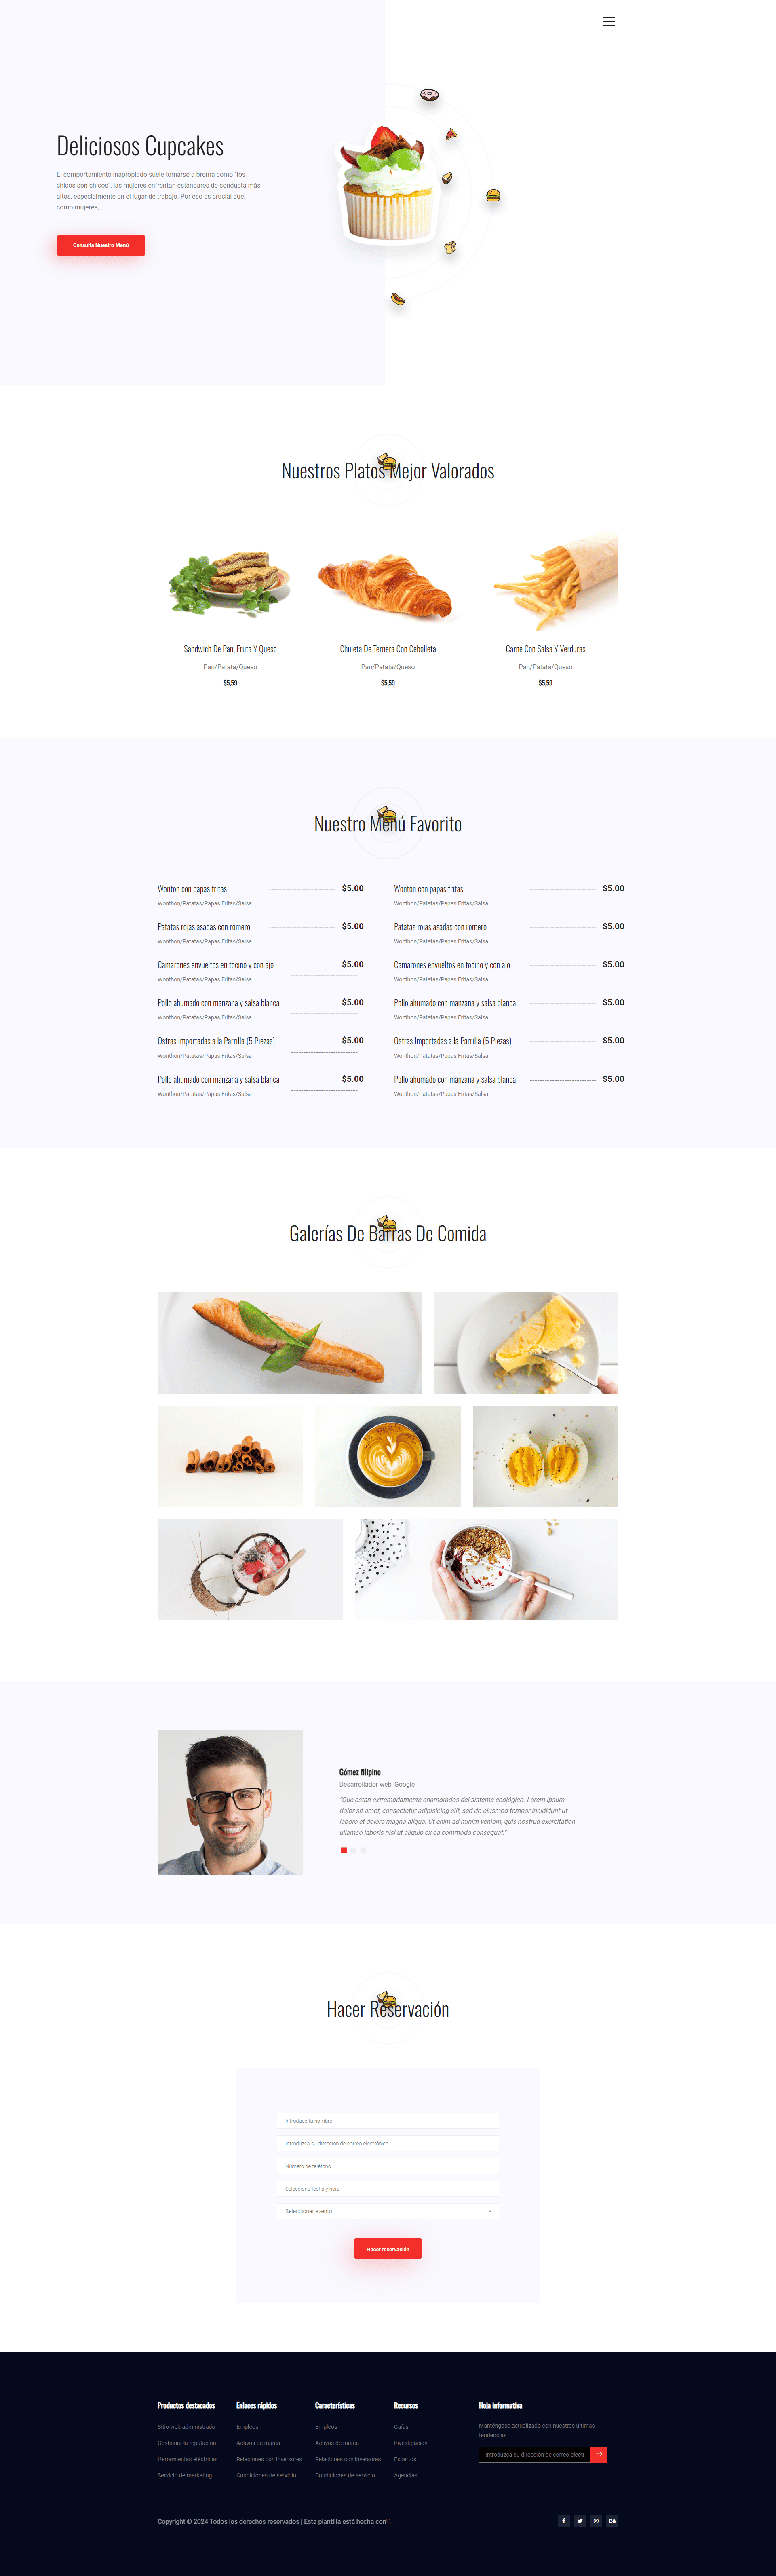 Deliciosos Cupcakes
El comportamiento inapropiado suele tomarse a broma como "los
chicos son chicos", las mujeres enfrentan estándares de conducta más
altos, especialmente en el lugar de trabajo. Por eso es crucial que,
como mujeres,
Consulta Nuestro Menú
Nuestros Platos Mejor Valorados
Sándwich De Pan, Fruta Y Queso
Pan/Patata/Queso
$5,59
Chuleta De Ternera Con Cebolleta
Pan/Patata/Queso
$5,59
Carne Con Salsa Y Verduras
Pan/Patata/Queso
$5,59
Nuestro Menú Favorito
Wonton con papas fritas $5.00
Wonthon/Patatas/Papas Fritas/Salsa
Patatas rojas asadas con romero $5.00
Wonthon/Patatas/Papas Fritas/Salsa
Camarones envueltos en tocino y con ajo $5.00
Wonthon/Patatas/Papas Fritas/Salsa
Pollo ahumado con manzana y salsa blanca $5.00
Wonthon/Patatas/Papas Fritas/Salsa
Ostras Importadas a la Parrilla (5 Piezas) $5.00
Wonthon/Patatas/Papas Fritas/Salsa
Pollo ahumado con manzana y salsa blanca $5.00
Wonthon/Patatas/Papas Fritas/Salsa
Wonton con papas fritas $5.00
Wonthon/Patatas/Papas Fritas/Salsa
Patatas rojas asadas con romero $5.00
Wonthon/Patatas/Papas Fritas/Salsa
Camarones envueltos en tocino y con ajo $5.00
Wonthon/Patatas/Papas Fritas/Salsa
Pollo ahumado con manzana y salsa blanca $5.00
Wonthon/Patatas/Papas Fritas/Salsa
Ostras Importadas a la Parrilla (5 Piezas) $5.00
Wonthon/Patatas/Papas Fritas/Salsa
Pollo ahumado con manzana y salsa blanca $5.00
Wonthon/Patatas/Papas Fritas/Salsa
Galerías De Barras De Comida
Gómez filipino
Desarrollador web, Google
"Que están extremadamente enamorados del sistema ecológico. Lorem ipsum
dolor sit amet, consectetur adipisicing elit, sed do eiusmod tempor incididunt ut
labore et dolore magna aliqua. Ut enim ad minim veniam, quis nostrud exercitation
ullamco laboris nisi ut aliquip ex ea commodo consequat."
Hacer Reservación
Introduce tu nombre
Introduzca su dirección de correo electrónico
Número de teléfono
Seleccione fecha y hora
Seleccionar evento
Hacer reservación
Productos destacados
Sitio web administrado
Gestionar la reputación
Herramientas eléctricas
Servicio de marketing
Enlaces rápidos
Empleos
Activos de marca
Relaciones con inversores
Condiciones de servicio
Características
Empleos
Activos de marca
Relaciones con inversores
Condiciones de servicio
Recursos
Guías
Investigación
Expertos
Agencias
Hoja Informativa
Manténgase actualizado con nuestras últimas
tendencias
Introduzca su dirección de correo elect
Copyright © 2024 Todos los derechos reservados | Esta plantilla está hecha con